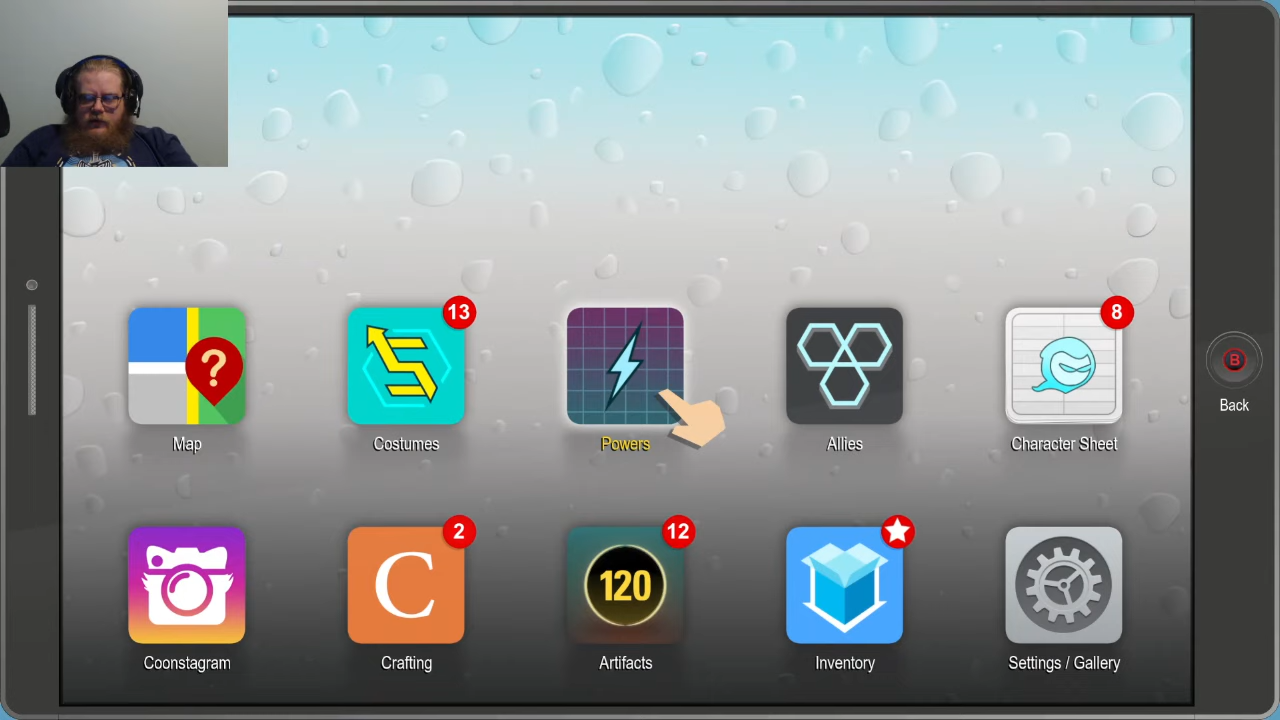 13
8
?
Map
Costumes
Powers
Allies
Character Sheet
B
Back
2
12
C
120
Coonstagram
Crafting
Artifacts
Inventory
Settings / Gallery